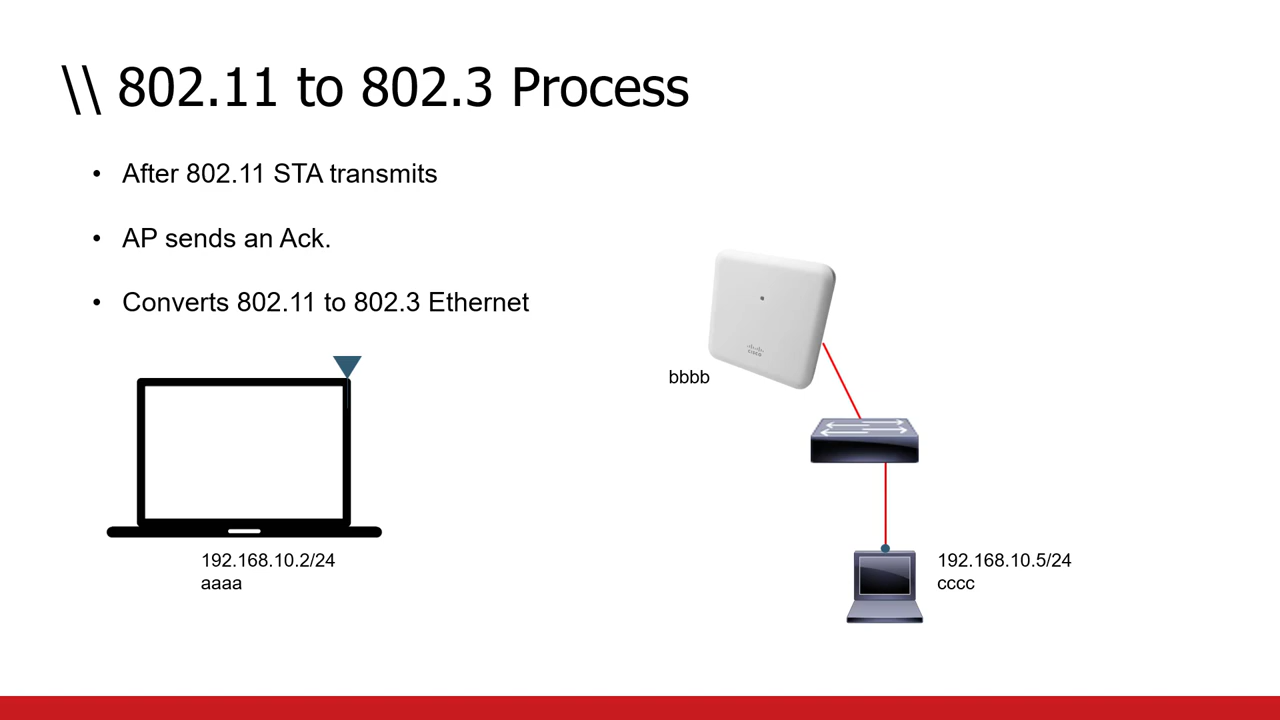 \\ 802.11 to 802.3 Process
• After 802.11 STA transmits
• AP sends an Ack.
• Converts 802.11 to 802.3 Ethernet
bbbb
cisco
192.168.10.2/24
aaaa
192.168.10.5/24
cccc